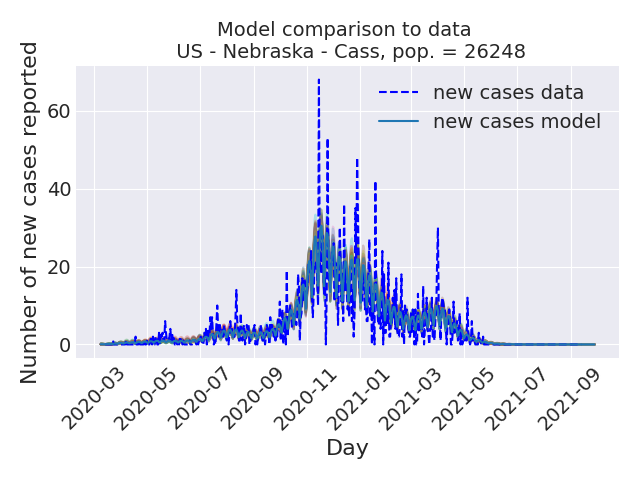 Model comparison to data
US - Nebraska - Cass, pop. = 26248
Number of new cases reported
60
40
20
0
new cases data
new cases model
2020-03
2020-05
2020-07
2020-09
2020-11
2021-01
2021-03
2021-05
2021-07
2021-09
Day